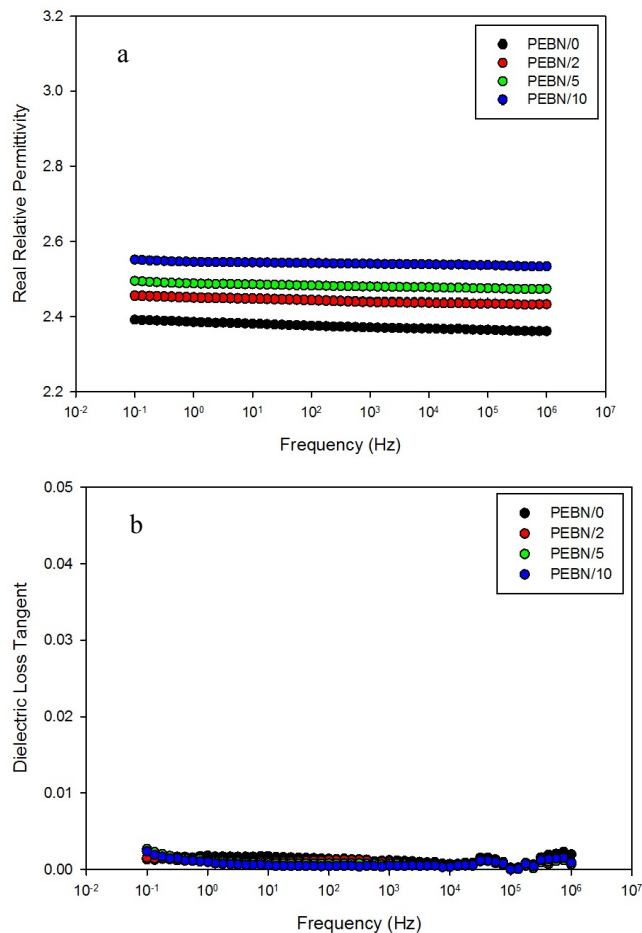 3.2
a
PEBN/0
PEBN/2
PEBN/5
PEBN/10
3.0
2.8
2.6
2.4
2.2
Real Relative Permittivity
10-2 10-1 100 101 102 103 104 105 106 107
Frequency (Hz)
0.05
b
PEBN/0
PEBN/2
PEBN/5
PEBN/10
0.04
0.03
0.02
0.01
0.00
Dielectric Loss Tangent
10-2 10-1 100 101 102 103 104 105 106 107
Frequency (Hz)